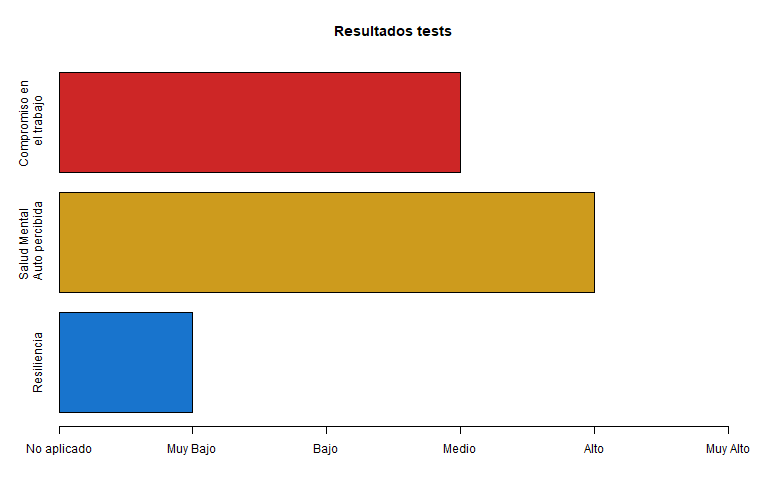 Resultados tests
Compromiso en
el trabajo
Salud Mental
Auto percibida
Resiliencia
No aplicado
Muy Bajo
Bajo
Medio
Alto
Muy Alto